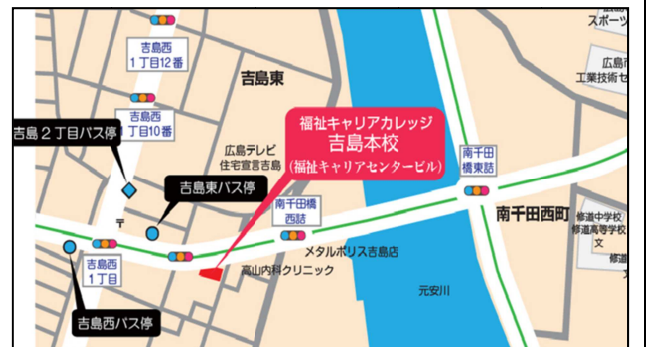 スポーツ
吉島西
1丁目12番
吉島東
広島市
工業技術セ
吉島西
1丁目10番
吉島2丁目バス停
福祉キャリアカレッジ
吉島本校
(福祉キャリアセンタービル)
広島テレビ
住宅宣言吉島
南千田
橋東詰
吉島東バス停
〒
南千田橋
西詰
南千田西町
修道中学校
修道高等学校
文
修道
吉島西
1丁目
メタルポリス吉島店
高山内科クリニック
元安川
吉島西バス停